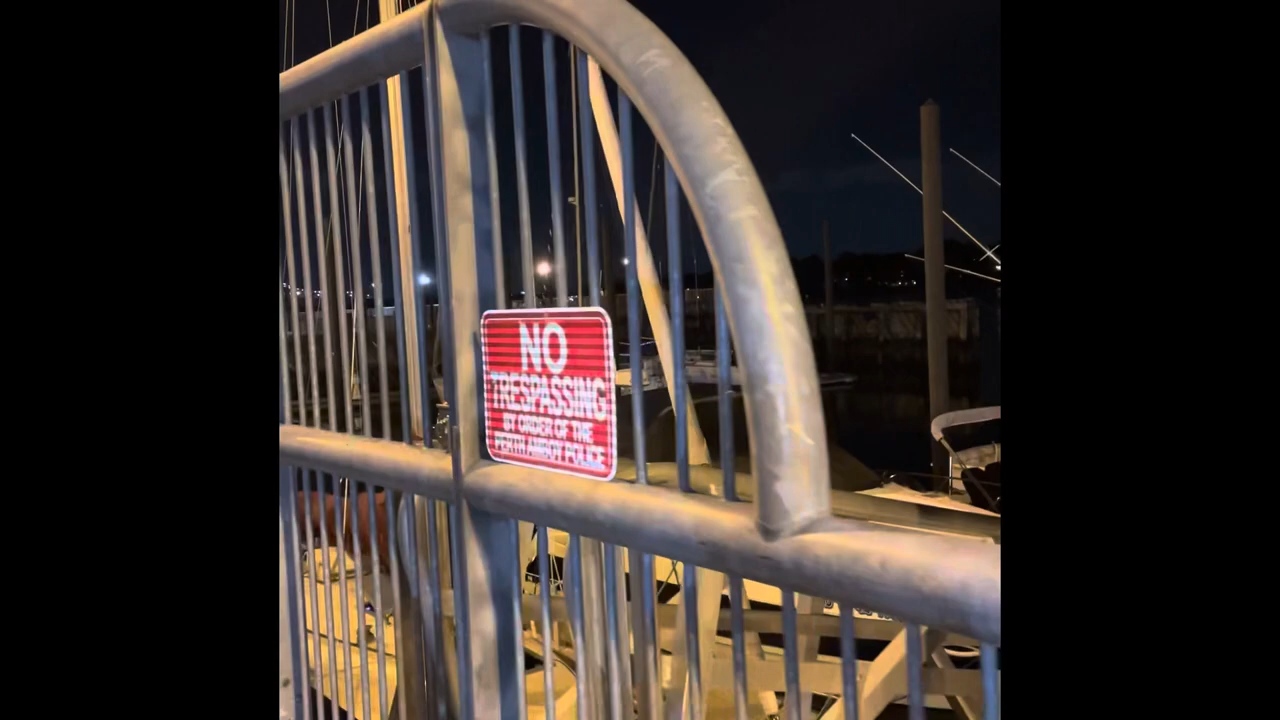 NO
TRESPASSING
BY ORDER OF THE
PERTH AMBOY POLICE